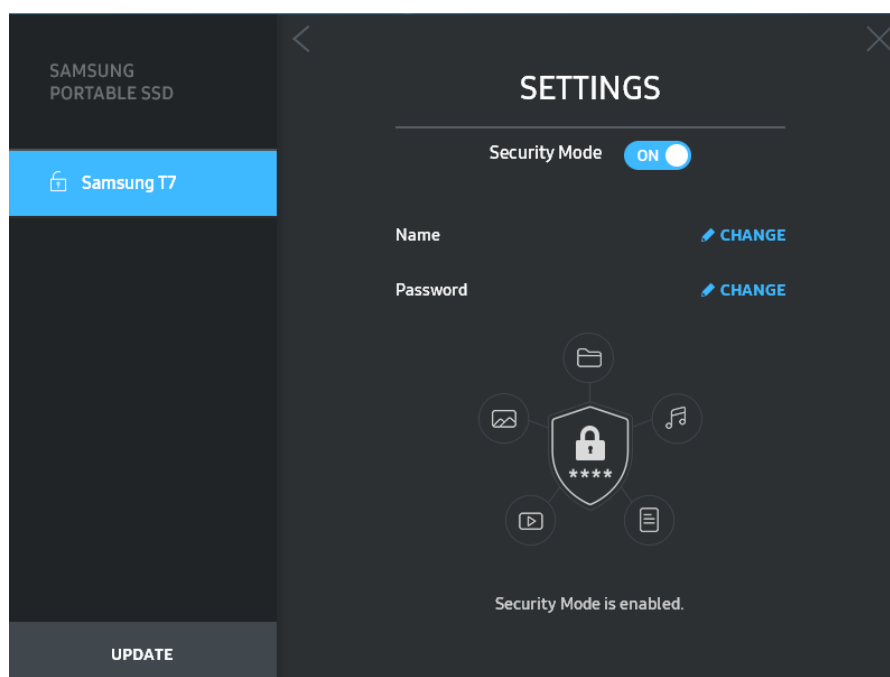 SAMSUNG
PORTABLE SSD
Samsung T7
UPDATE
SETTINGS
Security Mode ON
Name CHANGE
Password CHANGE
****
Security Mode is enabled.